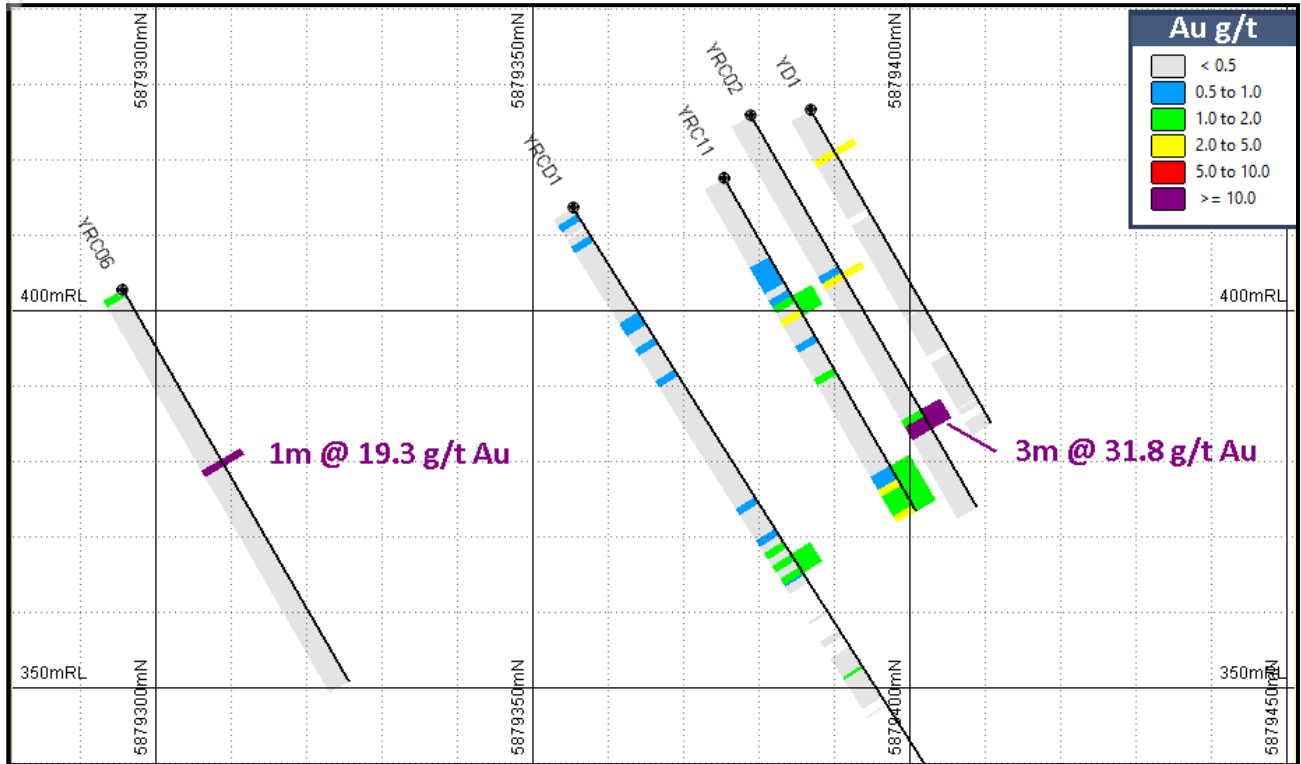 5879300mN
5879350mN
5879400mN
Au g/t
< 0.5
0.5 to 1.0
1.0 to 2.0
2.0 to 5.0
5.0 to 10.0
>= 10.0
YRC02
YD1
YRC11
YRCD1
YRC06
400mRL
400mRL
1m @ 19.3 g/t Au
3m @ 31.8 g/t Au
350mRL
350mRL
5879300mN
5879350mN
5879400mN
5879450mN